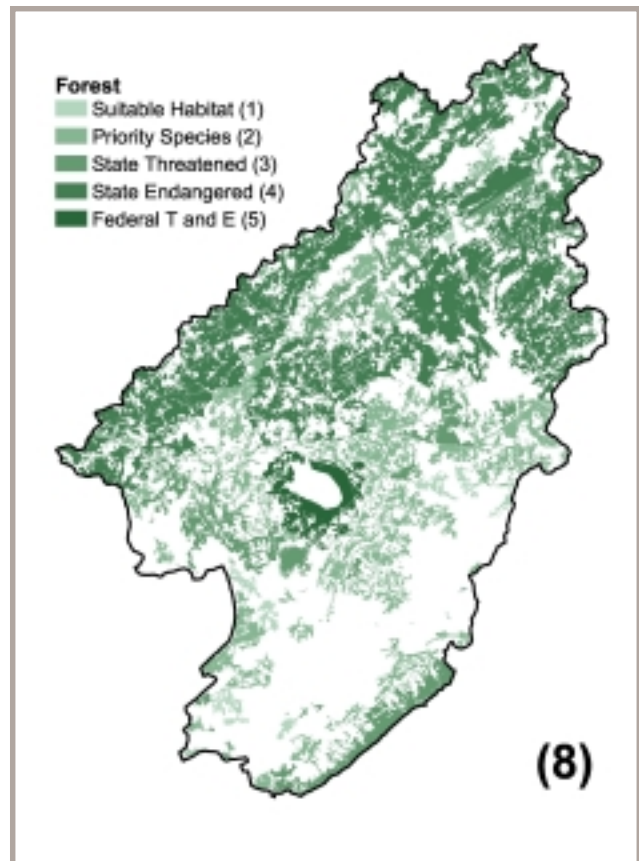 Forest
Suitable Habitat (1)
Priority Species (2)
State Threatened (3)
State Endangered (4)
Federal T and E (5)
(8)